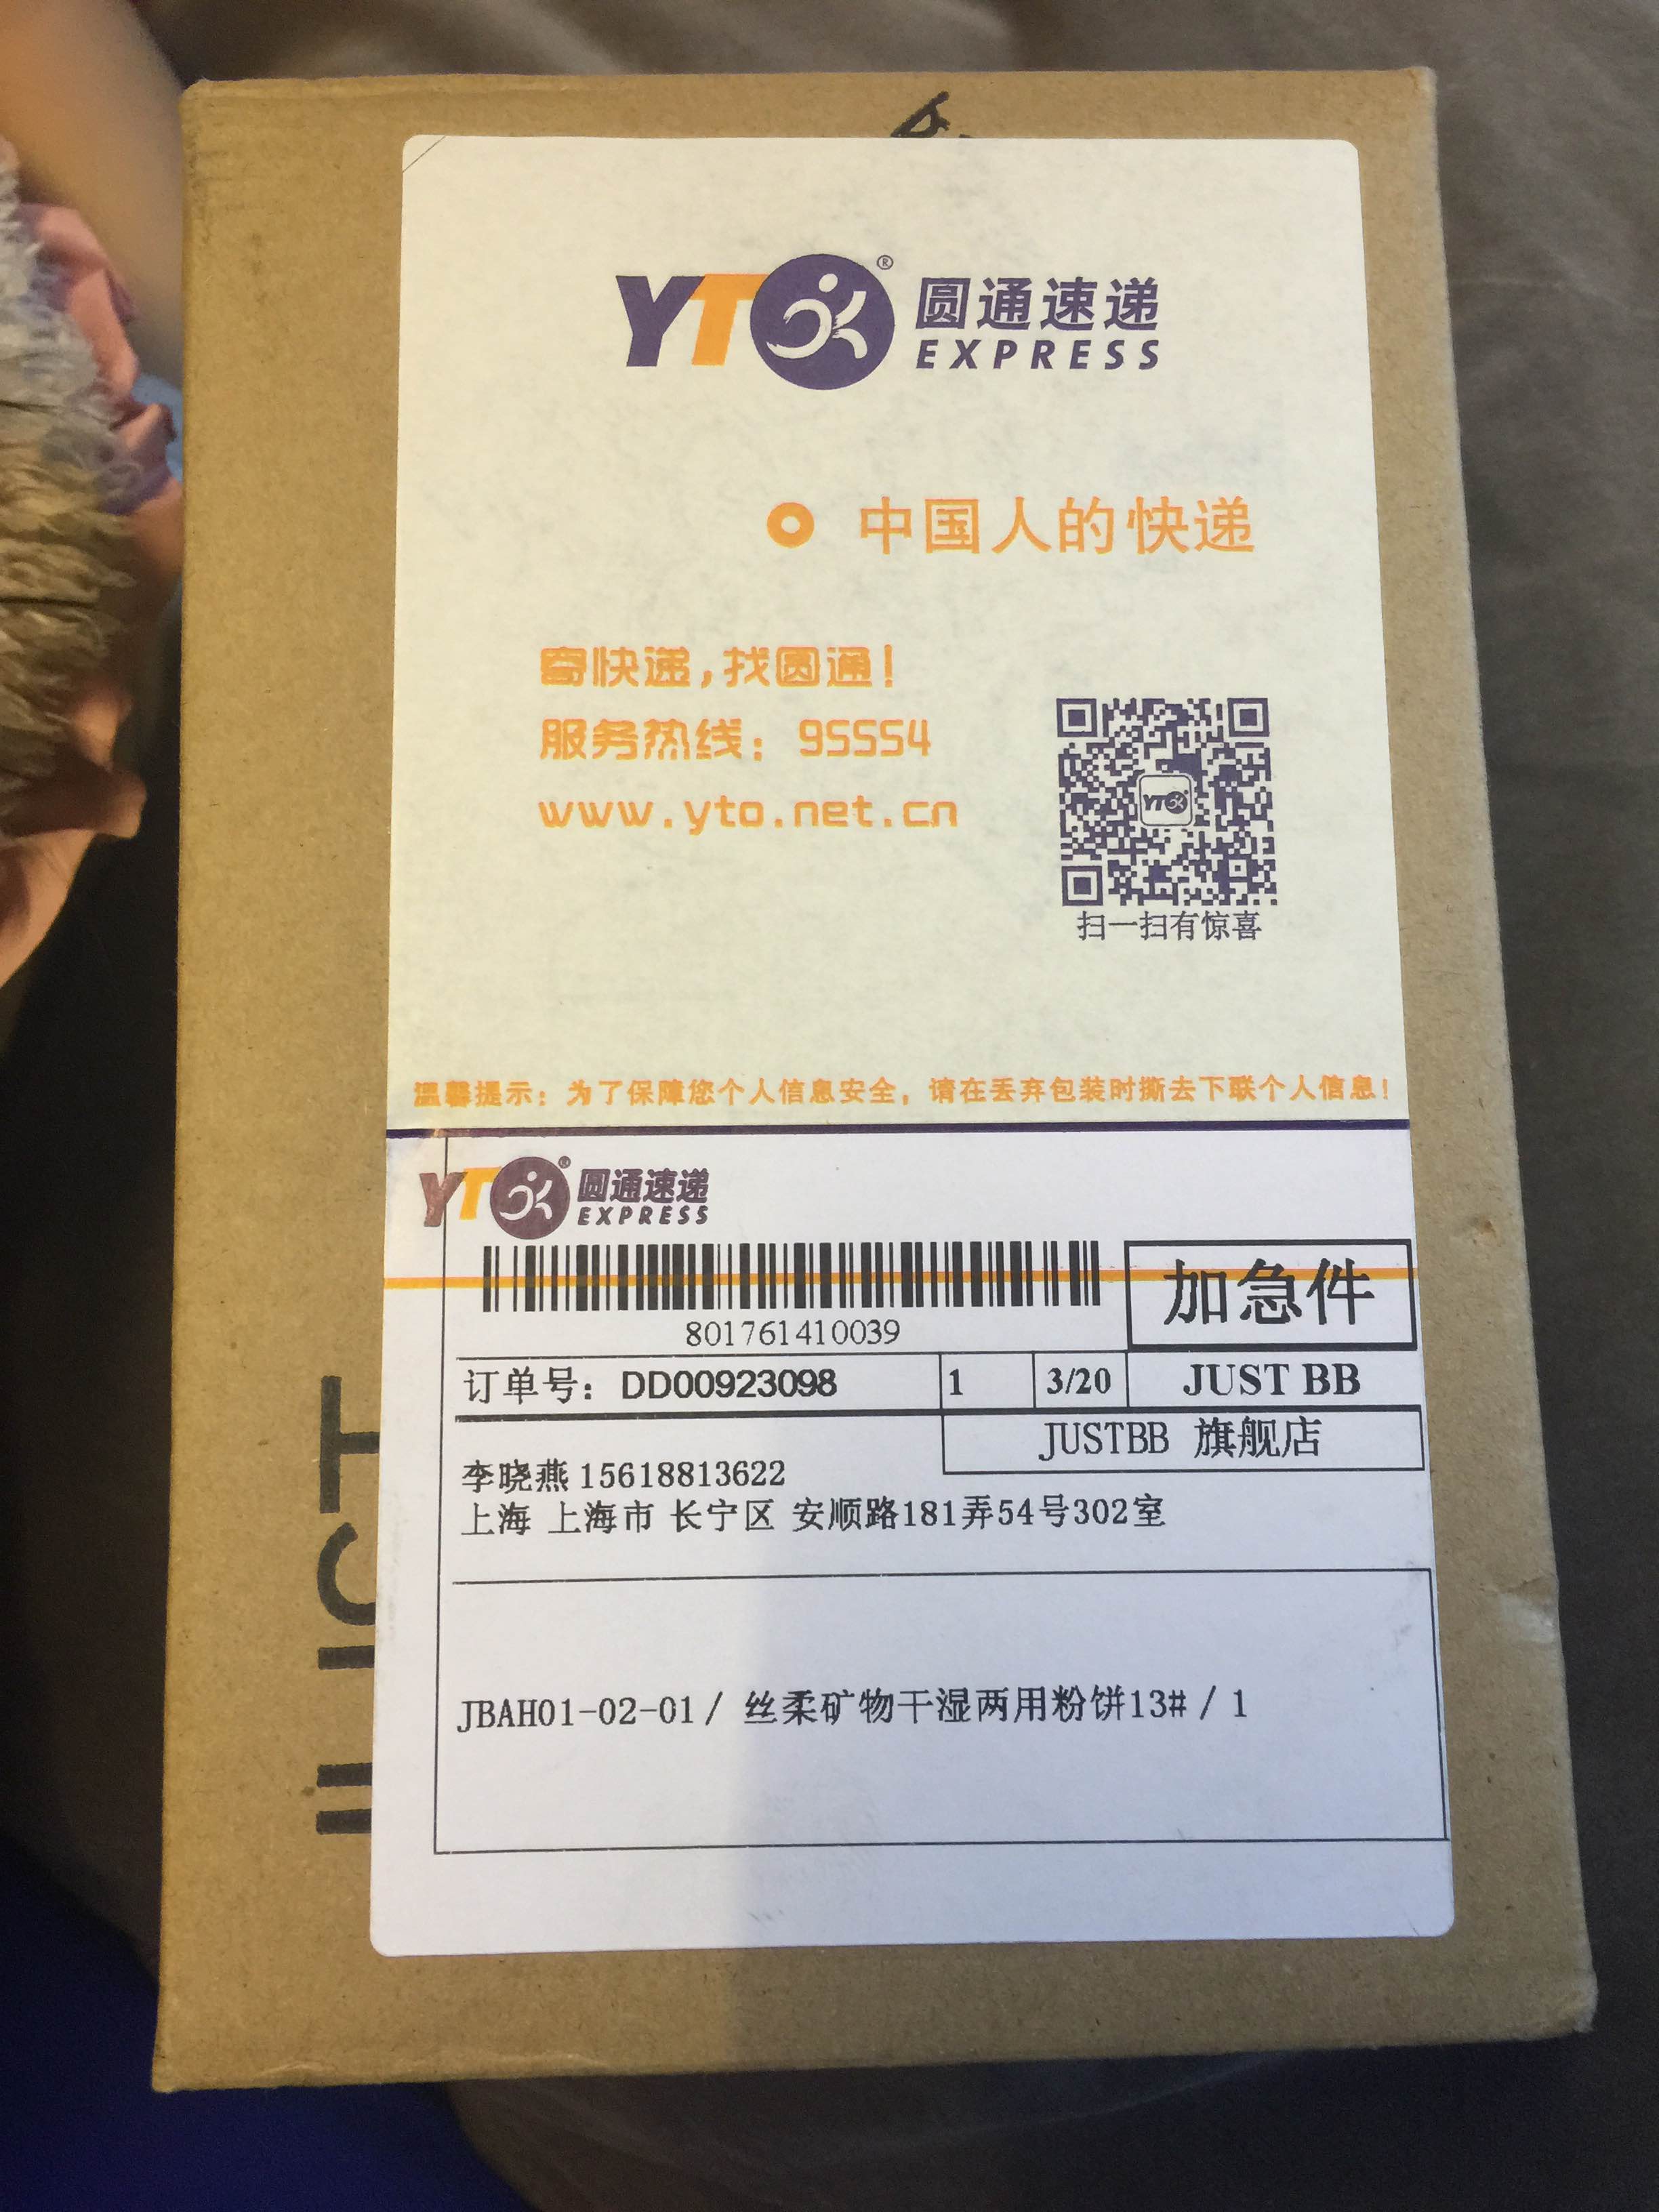 YTO 圆通速递
EXPRESS
中国人的快递
寄快递,找圆通!
服务热线: 95554
www.yto.net.cn
YTO
扫一扫有惊喜
温馨提示: 为了保障您个人信息安全, 请在丢弃包装时撕去下联个人信息!
YTO 圆通速递
EXPRESS
801761410039
加急件
订单号: DD00923098 1 3/20 JUST BB
JUSTBB 旗舰店
李晓燕 15618813622
上海 上海市 长宁区 安顺路181弄54号302室
JBAH01-02-01 / 丝柔矿物干湿两用粉饼13# / 1